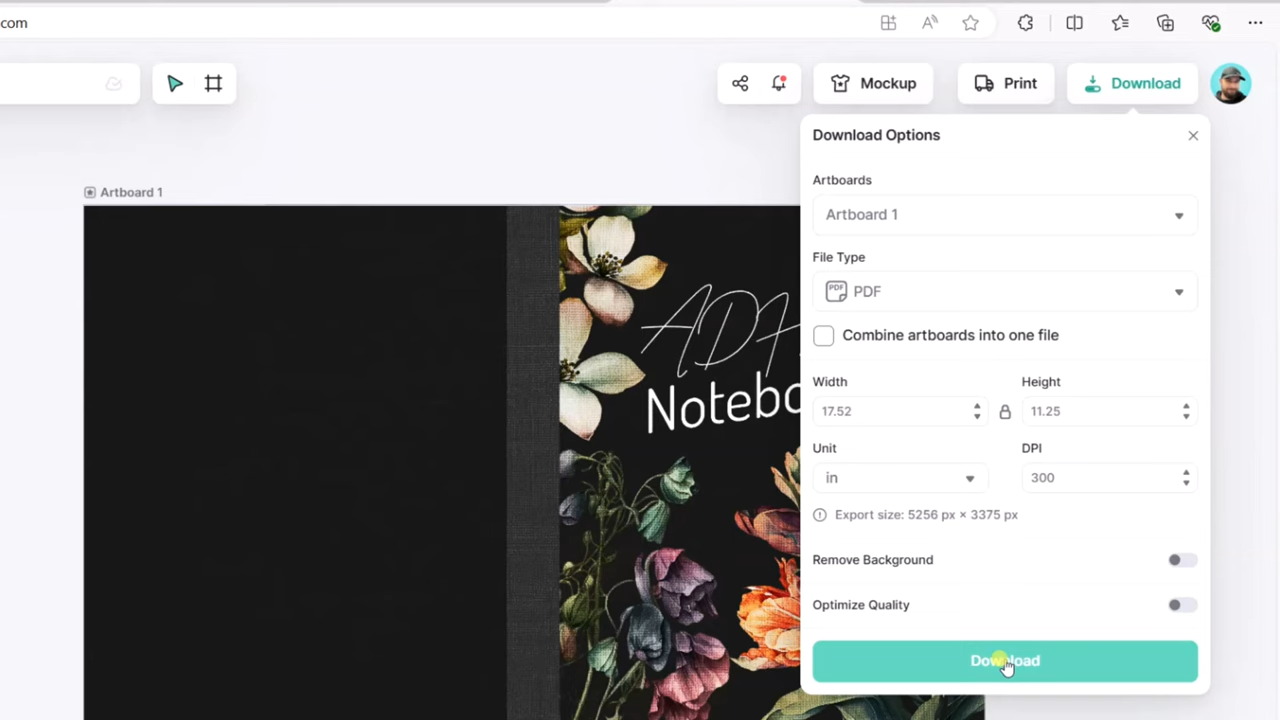 com
Mockup
Print
Download
Download Options
Artboards
Artboard 1
File Type
PDF PDF
Combine artboards into one file
Width
Height
17.52
11.25
Unit
DPI
in
300
Export size: 5256 px × 3375 px
Remove Background
Optimize Quality
Download
Artboard 1